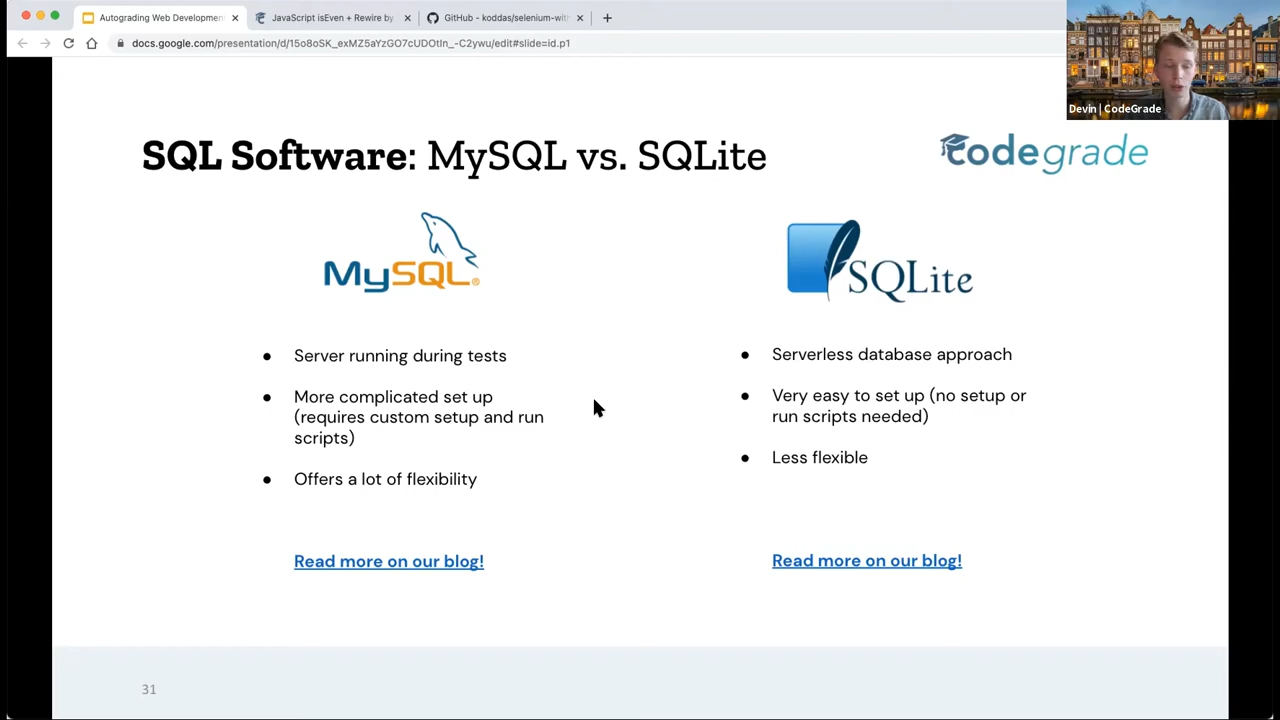 Autograding Web Developmen
JavaScript isEven + Rewire by
GitHub - koddas/selenium-with
docs.google.com/presentation/d/15o8oSK_exMZ5aYzGO7cUDOtIn_-C2ywu/edit#slide=id.p1
Devin | CodeGrade
SQL Software: MySQL vs. SQLite
codegrade
MySQL®
SQLite
● Server running during tests
● More complicated set up
(requires custom setup and run
scripts)
● Offers a lot of flexibility
Read more on our blog!
● Serverless database approach
● Very easy to set up (no setup or
run scripts needed)
● Less flexible
Read more on our blog!
31